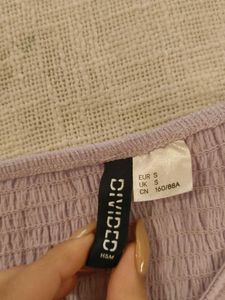 DIVIDED
H&M
EUR S
UK S
CN 160/88A